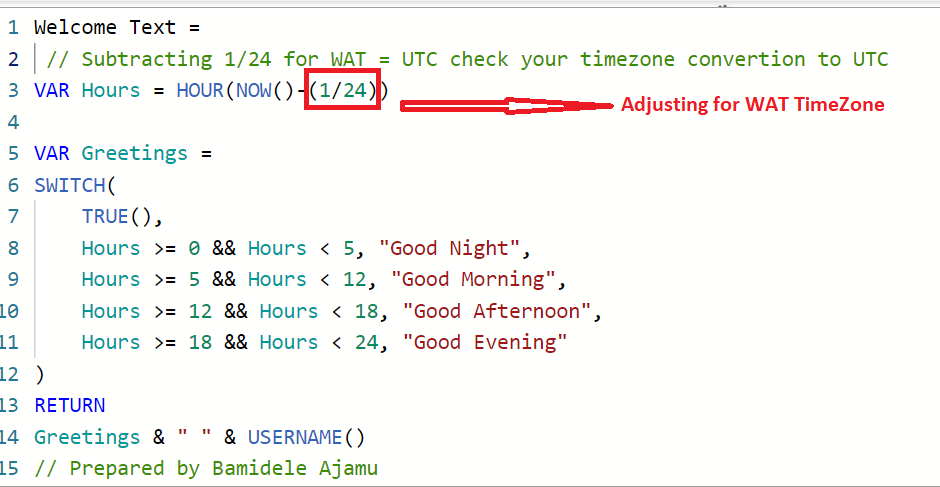 1 Welcome Text =
2 // Subtracting 1/24 for WAT = UTC check your timezone convertion to UTC
3 VAR Hours = HOUR(NOW()-(1/24))
Adjusting for WAT TimeZone
4
5 VAR Greetings =
6 SWITCH(
7 TRUE(),
8 Hours >= 0 && Hours < 5, "Good Night",
9 Hours >= 5 && Hours < 12, "Good Morning",
10 Hours >= 12 && Hours < 18, "Good Afternoon",
11 Hours >= 18 && Hours < 24, "Good Evening"
12 )
13 RETURN
14 Greetings & " " & USERNAME()
15 // Prepared by Bamidele Ajamu